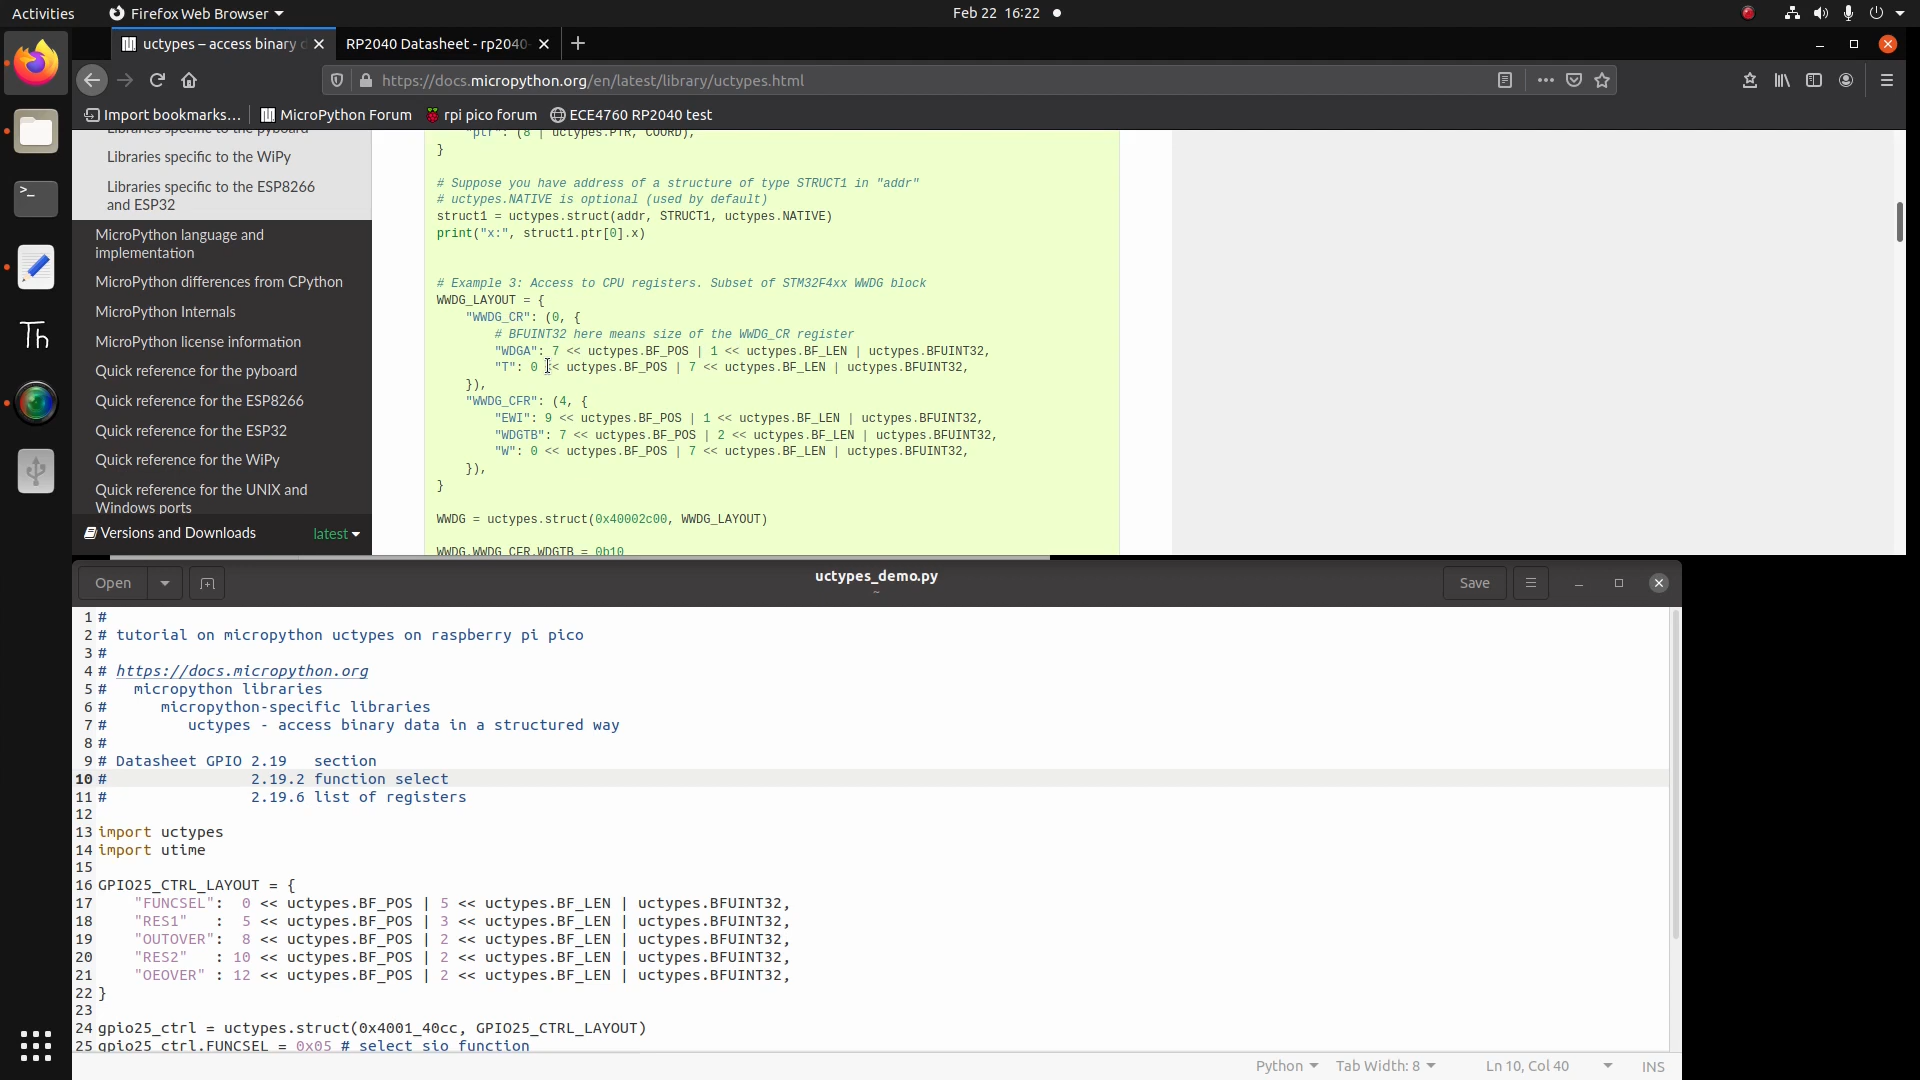 Activities
Firefox Web Browser
Feb 22 16:22
uctypes – access binary d
RP2040 Datasheet - rp2040-
https://docs.micropython.org/en/latest/library/uctypes.html
Import bookmarks...
MicroPython Forum
rpi pico forum
ECE4760 RP2040 test
Libraries specific to the pyboard
Libraries specific to the WiPy
Libraries specific to the ESP8266
and ESP32
MicroPython language and
implementation
MicroPython differences from CPython
MicroPython Internals
MicroPython license information
Quick reference for the pyboard
Quick reference for the ESP8266
Quick reference for the ESP32
Quick reference for the WiPy
Quick reference for the UNIX and
Windows ports
Versions and Downloads
latest
"ptr": (8 | uctypes.PTR, COORD),
}
# Suppose you have address of a structure of type STRUCT1 in "addr"
# uctypes.NATIVE is optional (used by default)
struct1 = uctypes.struct(addr, STRUCT1, uctypes.NATIVE)
print("x:", struct1.ptr[0].x)
# Example 3: Access to CPU registers. Subset of STM32F4xx WWDG block
WWDG_LAYOUT = {
"WWDG_CR": (0, {
# BFUINT32 here means size of the WWDG_CR register
"WDGA": 7 << uctypes.BF_POS | 1 << uctypes.BF_LEN | uctypes.BFUINT32,
"T": 0 << uctypes.BF_POS | 7 << uctypes.BF_LEN | uctypes.BFUINT32,
}),
"WWDG_CFR": (4, {
"EWI": 9 << uctypes.BF_POS | 1 << uctypes.BF_LEN | uctypes.BFUINT32,
"WDGTB": 7 << uctypes.BF_POS | 2 << uctypes.BF_LEN | uctypes.BFUINT32,
"W": 0 << uctypes.BF_POS | 7 << uctypes.BF_LEN | uctypes.BFUINT32,
}),
}
WWDG = uctypes.struct(0x40002c00, WWDG_LAYOUT)
WWDG.WWDG_CFR.WDGTB = 0b10
Th
Open
uctypes_demo.py
~
Save
1 #
2 # tutorial on micropython uctypes on raspberry pi pico
3 #
4 # https://docs.micropython.org
5 # micropython libraries
6 # micropython-specific libraries
7 # uctypes - access binary data in a structured way
8 #
9 # Datasheet GPIO 2.19 section
10 # 2.19.2 function select
11 # 2.19.6 list of registers
12
13 import uctypes
14 import utime
15
16 GPIO25_CTRL_LAYOUT = {
17 "FUNCSEL": 0 << uctypes.BF_POS | 5 << uctypes.BF_LEN | uctypes.BFUINT32,
18 "RES1" : 5 << uctypes.BF_POS | 3 << uctypes.BF_LEN | uctypes.BFUINT32,
19 "OUTOVER": 8 << uctypes.BF_POS | 2 << uctypes.BF_LEN | uctypes.BFUINT32,
20 "RES2" : 10 << uctypes.BF_POS | 2 << uctypes.BF_LEN | uctypes.BFUINT32,
21 "OEOVER" : 12 << uctypes.BF_POS | 2 << uctypes.BF_LEN | uctypes.BFUINT32,
22 }
23
24 gpio25_ctrl = uctypes.struct(0x4001_40cc, GPIO25_CTRL_LAYOUT)
25 gpio25_ctrl.FUNCSEL = 0x05 # select sio function
Python
Tab Width: 8
Ln 10, Col 40
INS